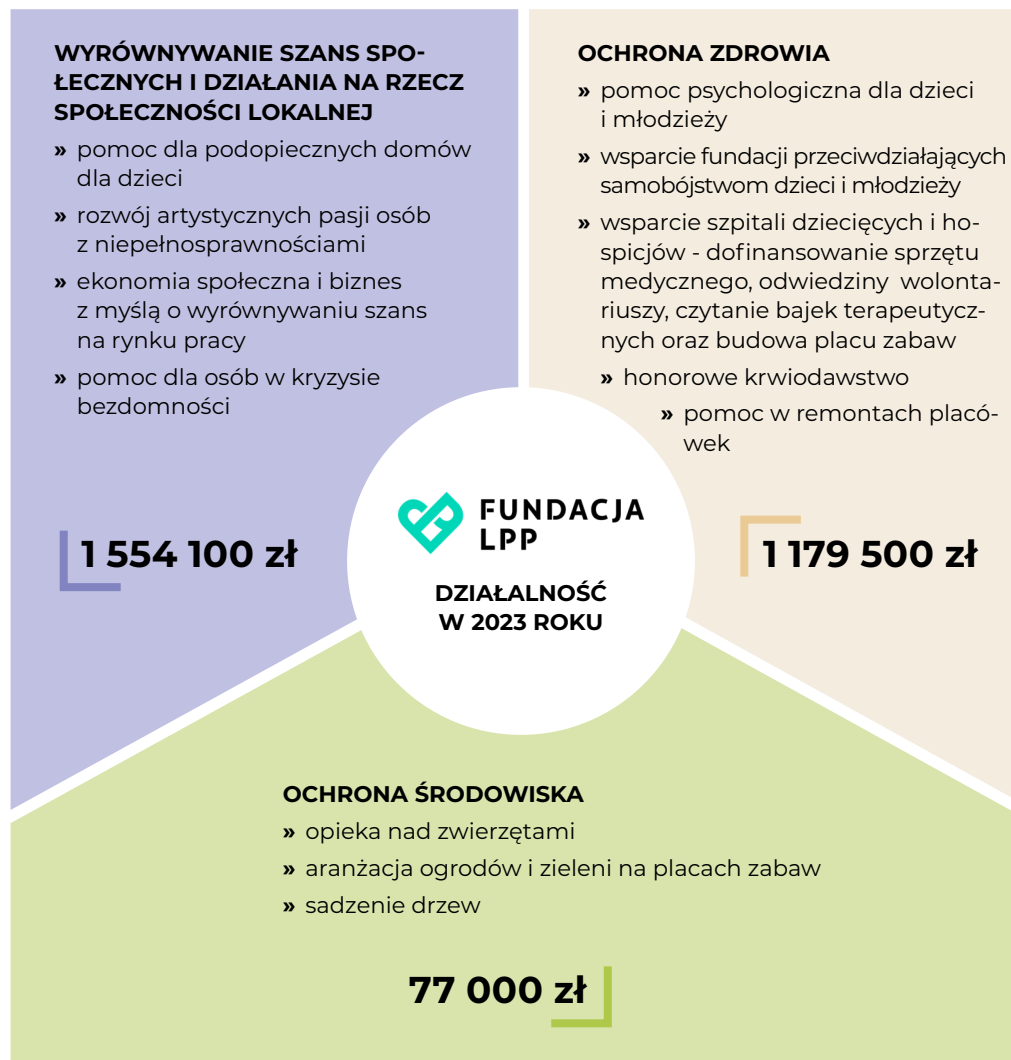 WYRÓWNYWANIE SZANS SPO-
ŁECZNYCH I DZIAŁANIA NA RZECZ
SPOŁECZNOŚCI LOKALNEJ
» pomoc dla podopiecznych domów
dla dzieci
» rozwój artystycznych pasji osób
z niepełnosprawnościami
» ekonomia społeczna i biznes
z myślą o wyrównywaniu szans
na rynku pracy
» pomoc dla osób w kryzysie
bezdomności
1 554 100 zł
OCHRONA ZDROWIA
» pomoc psychologiczna dla dzieci
i młodzieży
» wsparcie fundacji przeciwdziałających
samobójstwom dzieci i młodzieży
» wsparcie szpitali dziecięcych i ho-
spicjów - dofinansowanie sprzętu
medycznego, odwiedziny wolonta-
riuszy, czytanie bajek terapeutycz-
nych oraz budowa placu zabaw
» honorowe krwiodawstwo
» pomoc w remontach placó-
wek
1 179 500 zł
FUNDACJA
LPP
DZIAŁALNOŚĆ
W 2023 ROKU
OCHRONA ŚRODOWISKA
» opieka nad zwierzętami
» aranżacja ogrodów i zieleni na placach zabaw
» sadzenie drzew
77 000 zł